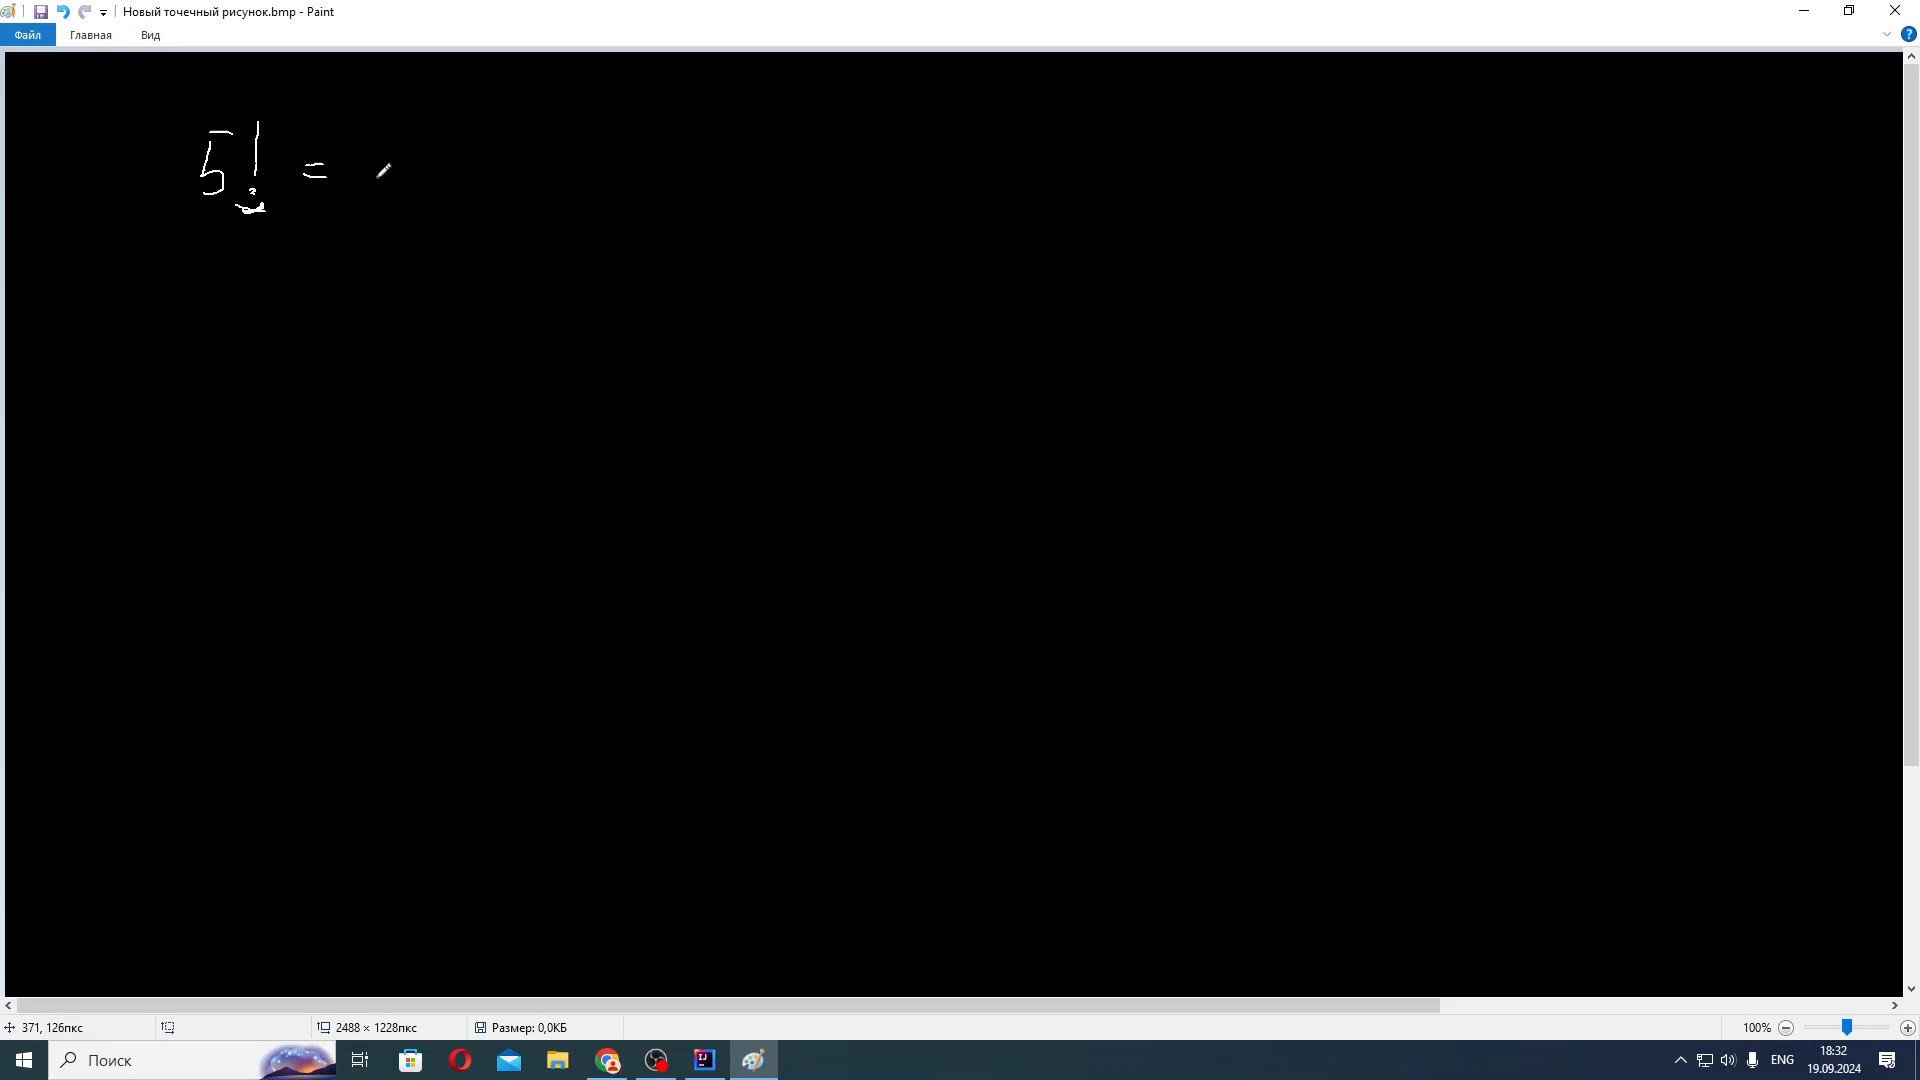 Новый точечный рисунок.bmp - Paint
Файл Главная Вид
5! =
371, 126пкс 2488 × 1228пкс Размер: 0,0КБ 100%
Поиск ENG 18:32
19.09.2024